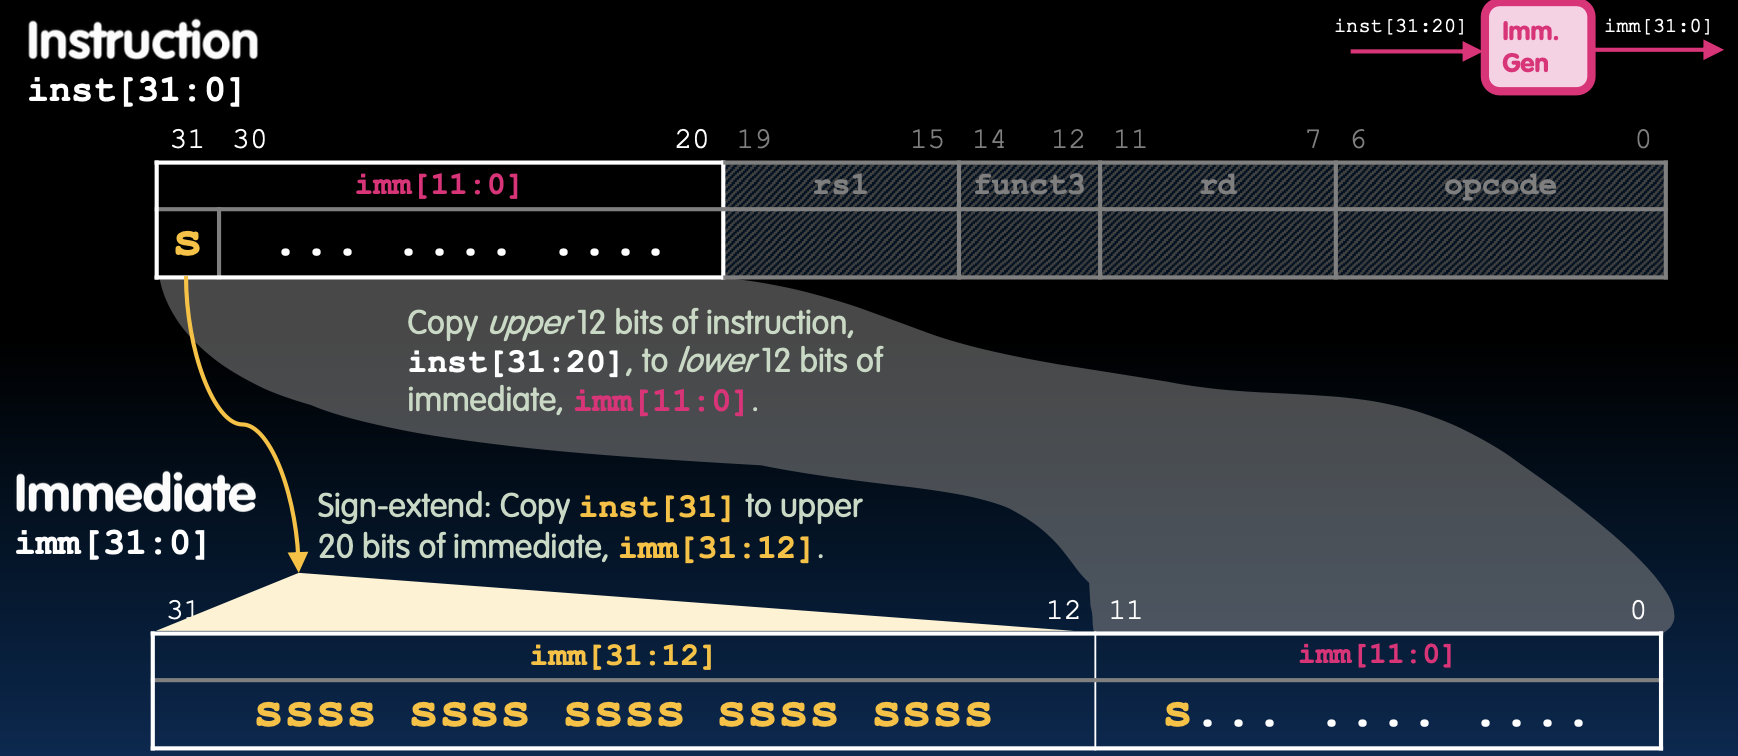 Instruction
inst[31:0]
inst[31:20]
Imm.
Gen
imm[31:0]
31 30 20 19 15 14 12 11 7 6 0
imm[11:0] rs1 funct3 rd opcode
s ... .... ....
Copy upper 12 bits of instruction,
inst[31:20], to lower 12 bits of
immediate, imm[11:0].
Immediate
imm[31:0]
Sign-extend: Copy inst[31] to upper
20 bits of immediate, imm[31:12].
31 12 11 0
imm[31:12] imm[11:0]
ssss ssss ssss ssss ssss s... .... ....